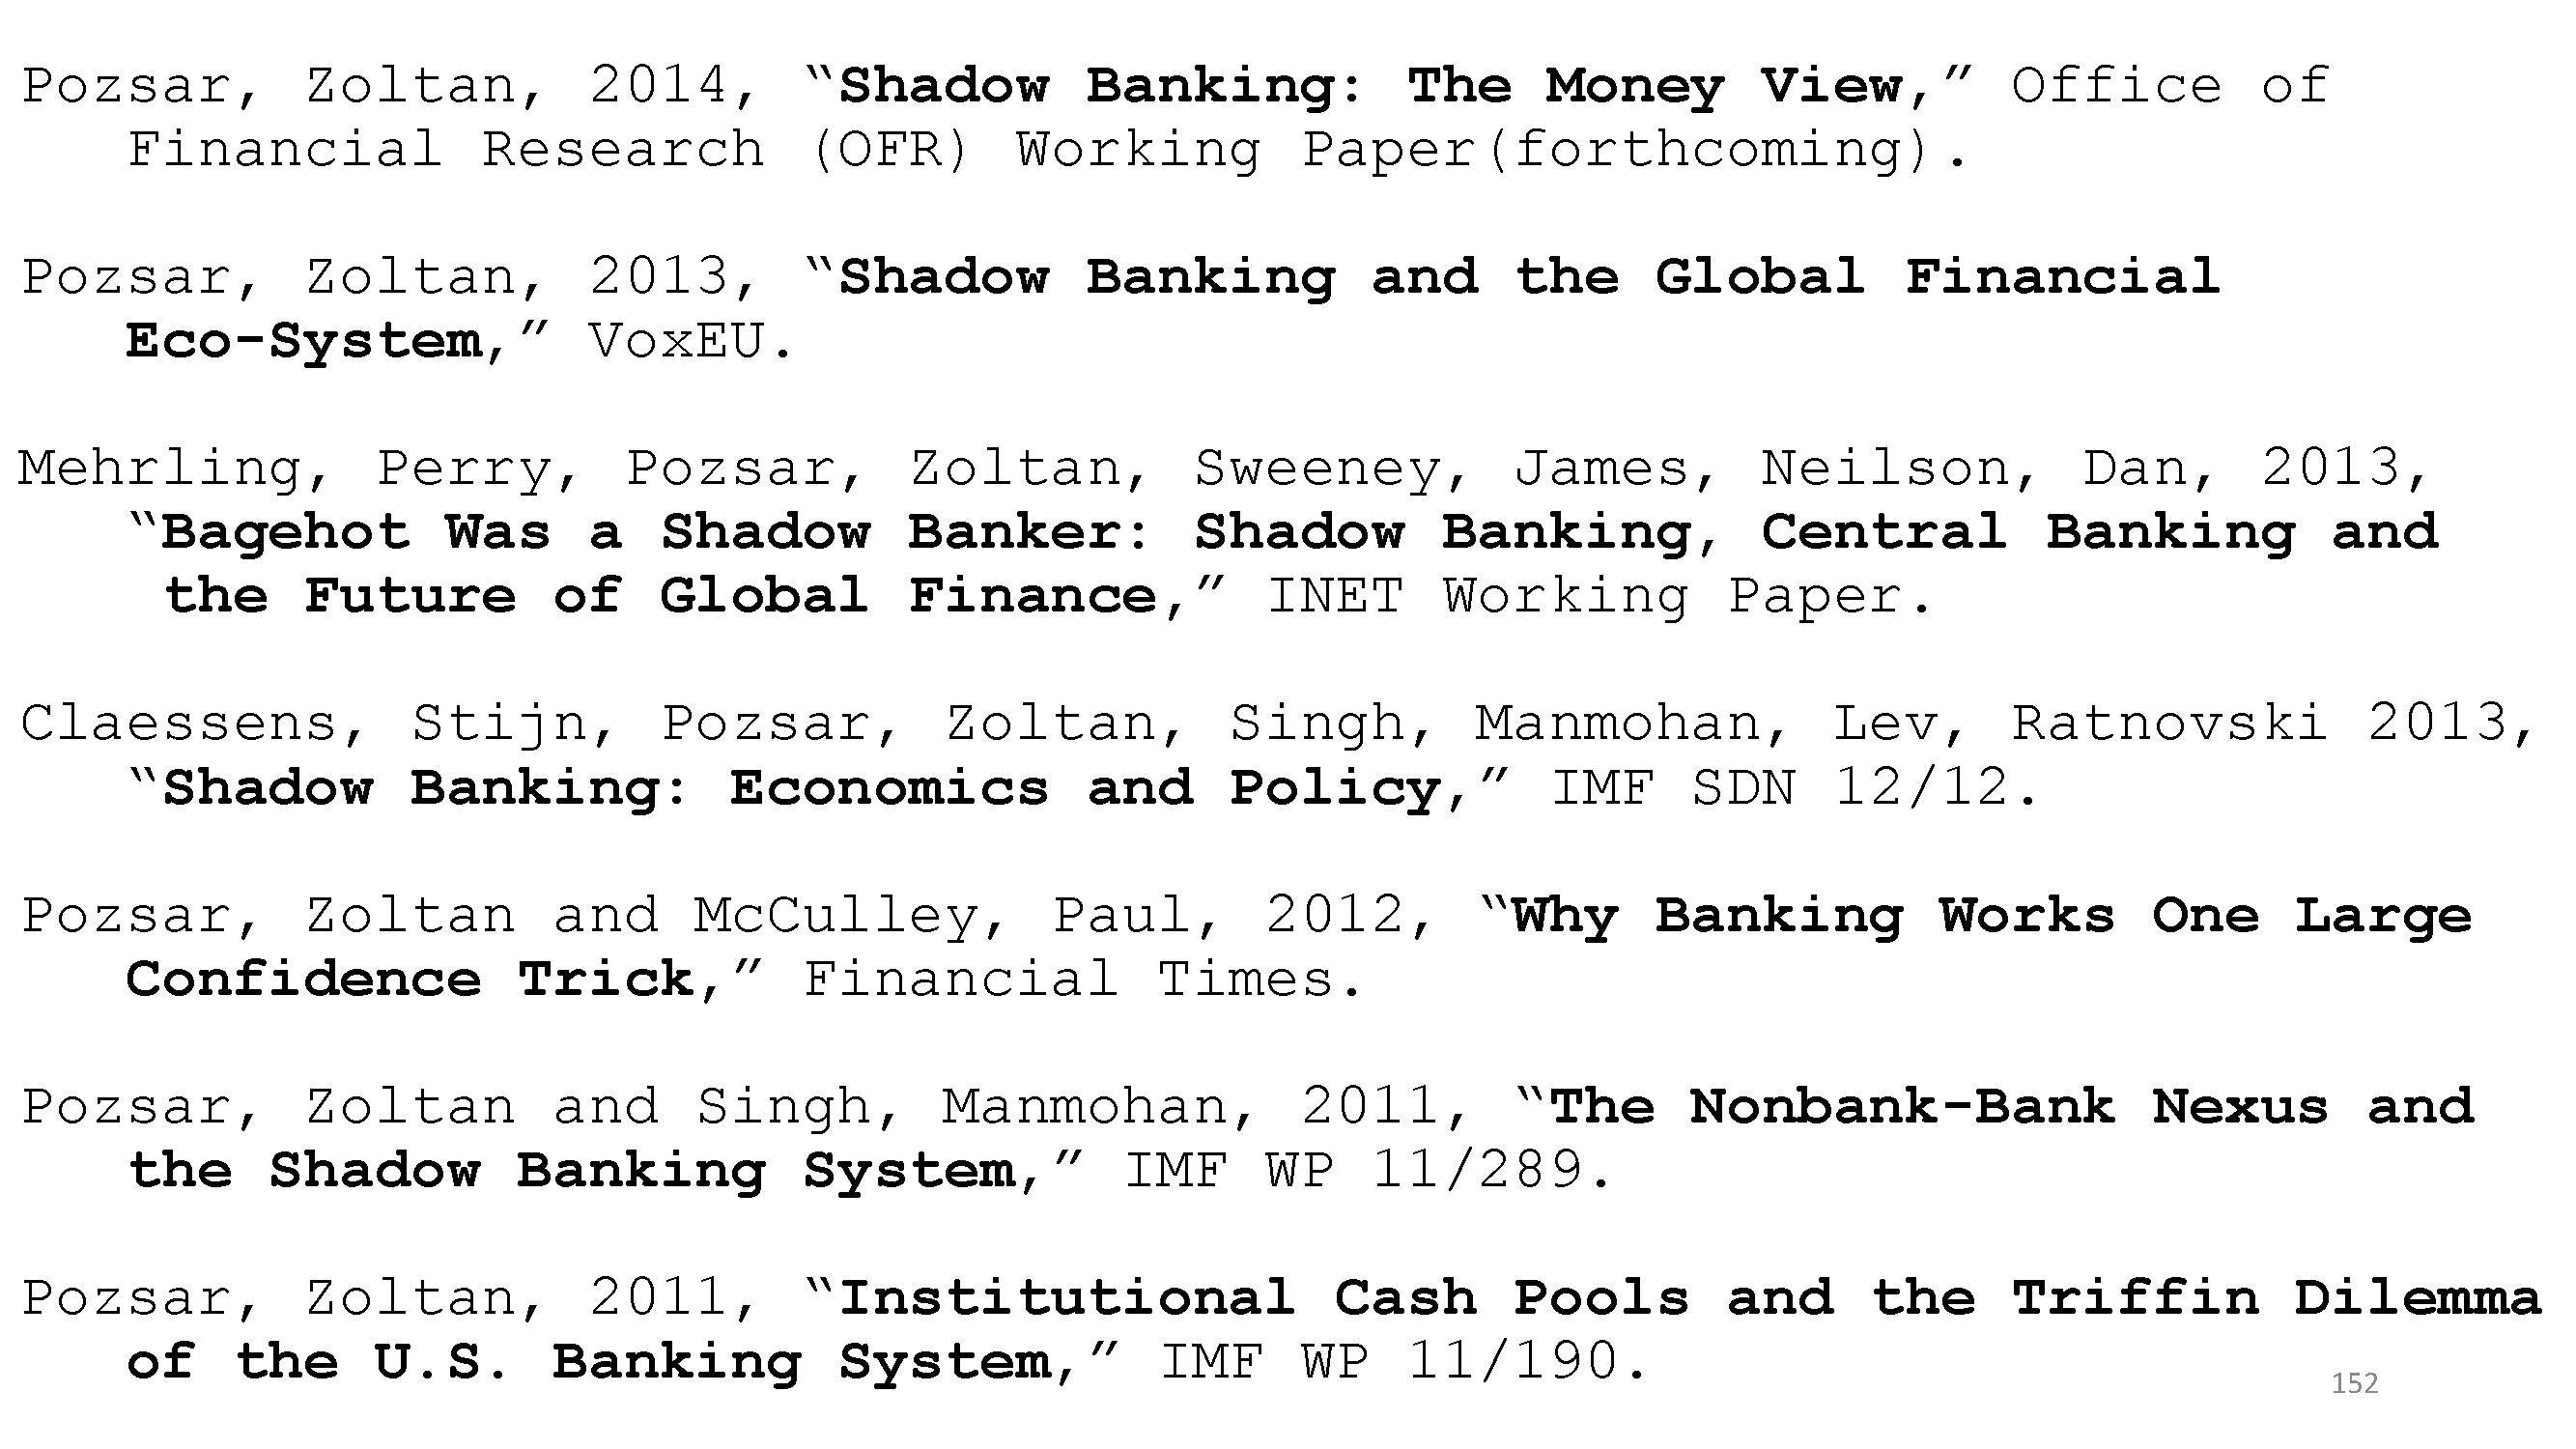 Pozsar, Zoltan, 2014, “Shadow Banking: The Money View,” Office of
Financial Research (OFR) Working Paper(forthcoming).
Pozsar, Zoltan, 2013, “Shadow Banking and the Global Financial
Eco-System,” VoxEU.
Mehrling, Perry, Pozsar, Zoltan, Sweeney, James, Neilson, Dan, 2013,
“Bagehot Was a Shadow Banker: Shadow Banking, Central Banking and
the Future of Global Finance,” INET Working Paper.
Claessens, Stijn, Pozsar, Zoltan, Singh, Manmohan, Lev, Ratnovski 2013,
“Shadow Banking: Economics and Policy,” IMF SDN 12/12.
Pozsar, Zoltan and McCulley, Paul, 2012, “Why Banking Works One Large
Confidence Trick,” Financial Times.
Pozsar, Zoltan and Singh, Manmohan, 2011, “The Nonbank-Bank Nexus and
the Shadow Banking System,” IMF WP 11/289.
Pozsar, Zoltan, 2011, “Institutional Cash Pools and the Triffin Dilemma
of the U.S. Banking System,” IMF WP 11/190.
152